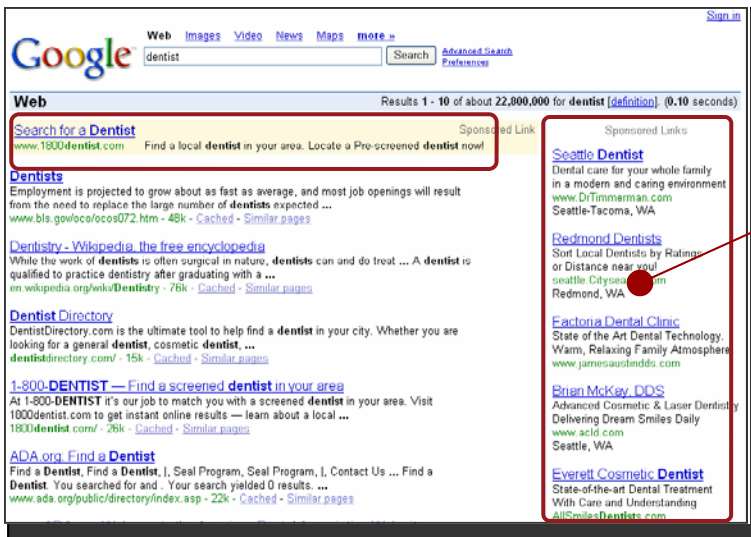 Sign in
Google
Web Images Video News Maps more »
dentist
Search
Advanced Search
Preferences
Web
Results 1 - 10 of about 22,800,000 for dentist [definition]. (0.10 seconds)
Search for a Dentist
Sponsored Link
www.1800dentist.com Find a local dentist in your area. Locate a Pre-screened dentist now!
Dentists
Employment is projected to grow about as fast as average, and most job openings will result
from the need to replace the large number of dentists expected ...
www.bls.gov/oco/ocos072.htm - 48k - Cached - Similar pages
Dentistry - Wikipedia, the free encyclopedia
While the work of dentists is often surgical in nature, dentists can and do treat ... A dentist is
qualified to practice dentistry after graduating with a ...
en.wikipedia.org/wiki/Dentistry - 76k - Cached - Similar pages
Dentist Directory
DentistDirectory.com is the ultimate tool to help find a dentist in your city. Whether you are
looking for a general dentist, cosmetic dentist, ...
dentistdirectory.com/ - 15k - Cached - Similar pages
1-800-DENTIST — Find a screened dentist in your area
At 1-800-DENTIST it's our job to match you with a screened dentist in your area. Visit
1800dentist.com to get instant online results — learn about a local ...
1800dentist.com/ - 26k - Cached - Similar pages
ADA.org: Find a Dentist
Find a Dentist, Find a Dentist, |, Seal Program, Seal Program, |, Contact Us ... Find a
Dentist. You searched for and . Your search yielded 0 results. ...
www.ada.org/public/directory/index.asp - 22k - Cached - Similar pages
Sponsored Links
Seattle Dentist
Dental care for your whole family
in a modern and caring environment
www.DrTimmerman.com
Seattle-Tacoma, WA
Redmond Dentists
Sort Local Dentists by Ratings
or Distance near you!
Redmond, WA
Factoria Dental Clinic
State of the Art Dental Technology.
Warm, Relaxing Family Atmosphere
www.jamesaustindds.com
Brian McKay, DDS
Advanced Cosmetic & Laser Dentistry
Delivering Dream Smiles Daily
www.acld.com
Seattle, WA
Everett Cosmetic Dentist
State-of-the-art Dental Treatment
With Care and Understanding
AllSmilesDentists.com